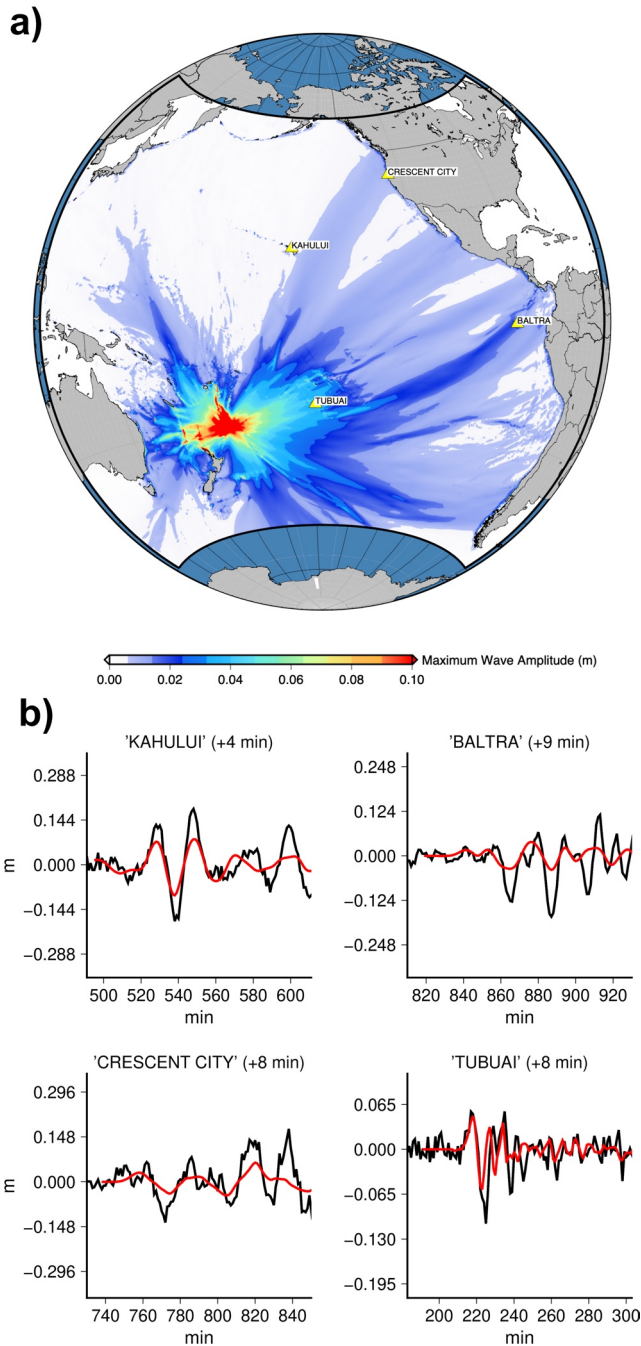 a)
CRESCENT CITY
KAHULUI
BALTRA
TUBUAI
Maximum Wave Amplitude (m)
0.00 0.02 0.04 0.06 0.08 0.10
b)
'KAHULUI' (+4 min)
0.288
0.144
0.000
−0.144
−0.288
m
500 520 540 560 580 600
min
'BALTRA' (+9 min)
0.248
0.124
0.000
−0.124
−0.248
820 840 860 880 900 920
min
'CRESCENT CITY' (+8 min)
0.296
0.148
0.000
−0.148
−0.296
m
740 760 780 800 820 840
min
'TUBUAI' (+8 min)
0.065
0.000
−0.065
−0.130
−0.195
200 220 240 260 280 300
min